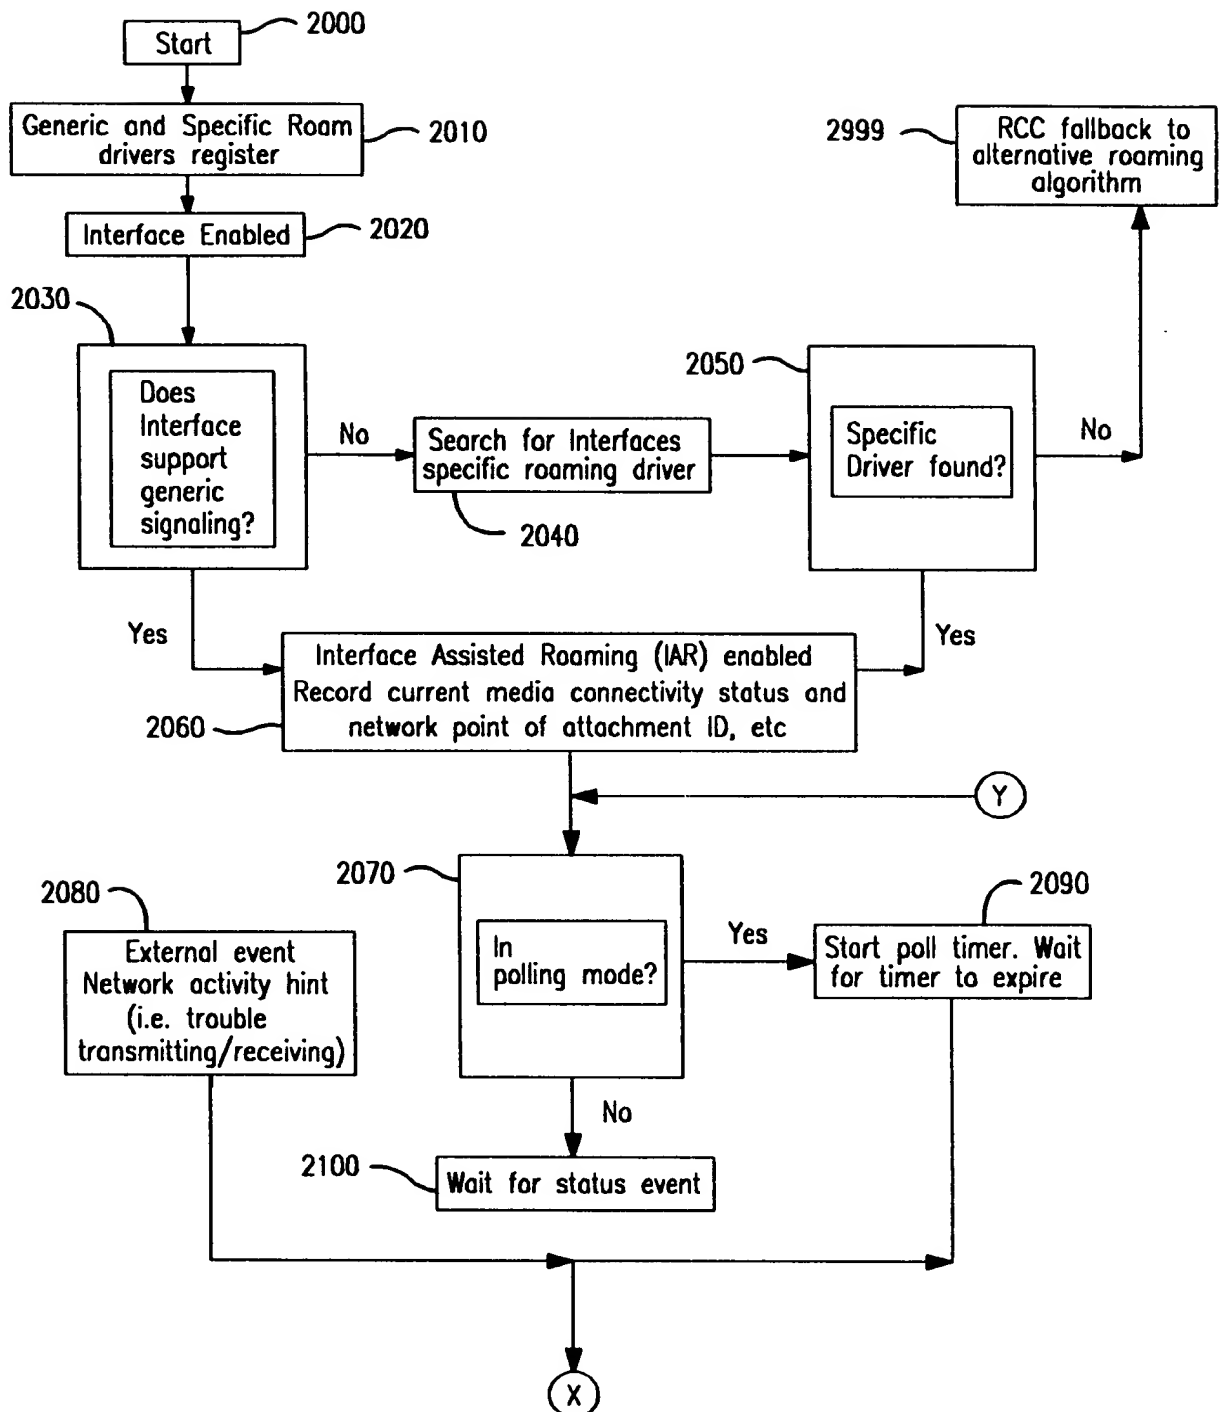 2000
Start
Generic and Specific Roam
drivers register
2010
2999
RCC fallback to
alternative roaming
algorithm
Interface Enabled
2020
2030
Does
Interface
support
generic
signaling?
No
Search for Interfaces
specific roaming driver
2040
2050
Specific
Driver found?
No
Yes
Yes
Interface Assisted Roaming (IAR) enabled
Record current media connectivity status and
network point of attachment ID, etc
2060
Y
2070
In
polling mode?
Yes
2080
External event
Network activity hint
(i.e. trouble
transmitting/receiving)
2090
Start poll timer. Wait
for timer to expire
No
2100
Wait for status event
X